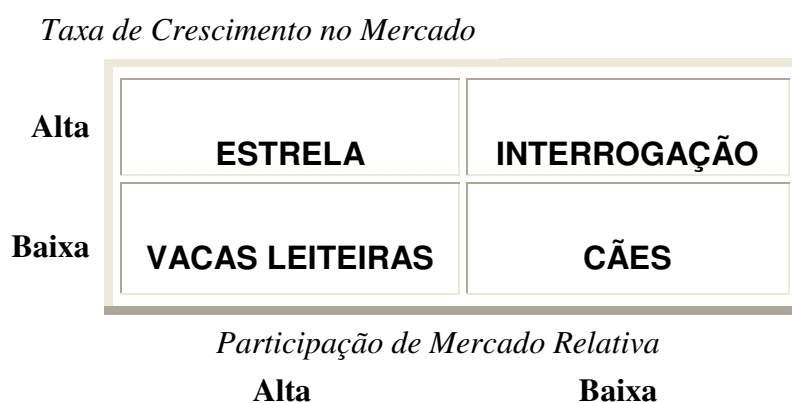 Taxa de Crescimento no Mercado
Alta
ESTRELA
INTERROGAÇÃO
Baixa
VACAS LEITEIRAS
CÃES
Participação de Mercado Relativa
Alta
Baixa